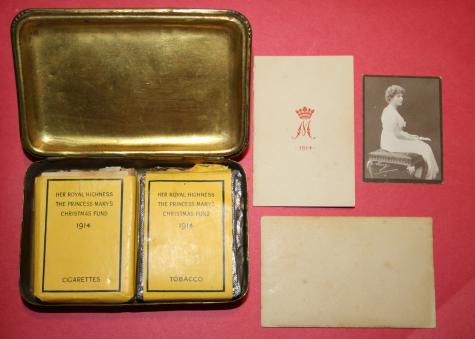 HER ROYAL HIGHNESS
THE PRINCESS MARY'S
CHRISTMAS FUND
1914
CIGARETTES
HER ROYAL HIGHNESS
THE PRINCESS MARY'S
CHRISTMAS FUND
1914
TOBACCO
M
·1914·